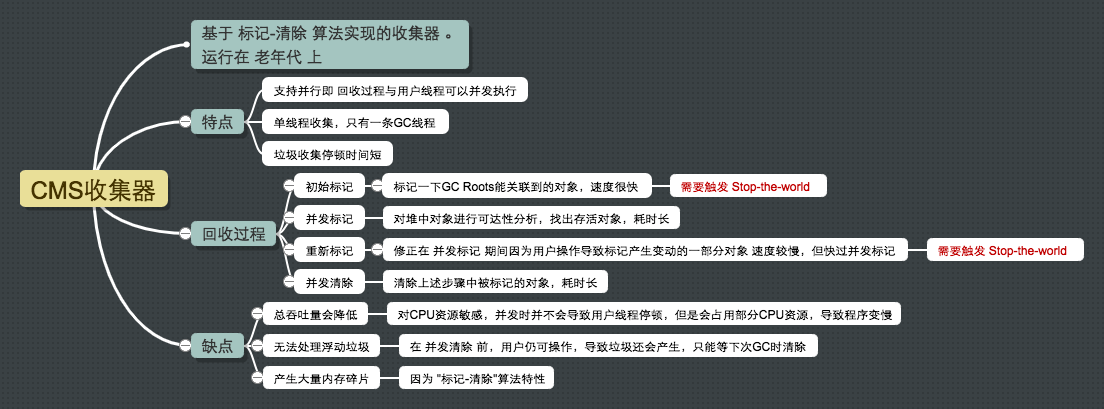 CMS收集器
基于 标记-清除 算法实现的收集器 。
运行在 老年代 上
特点
支持并行即 回收过程与用户线程可以并发执行
单线程收集，只有一条GC线程
垃圾收集停顿时间短
回收过程
初始标记
标记一下GC Roots能关联到的对象，速度很快
需要触发 Stop-the-world
并发标记
对堆中对象进行可达性分析，找出存活对象，耗时长
重新标记
修正在 并发标记 期间因为用户操作导致标记产生变动的一部分对象 速度较慢，但快过并发标记
需要触发 Stop-the-world
并发清除
清除上述步骤中被标记的对象，耗时长
缺点
总吞吐量会降低
对CPU资源敏感，并发时并不会导致用户线程停顿，但是会占用部分CPU资源，导致程序变慢
无法处理浮动垃圾
在 并发清除 前，用户仍可操作，导致垃圾还会产生，只能等下次GC时清除
产生大量内存碎片
因为 "标记-清除"算法特性